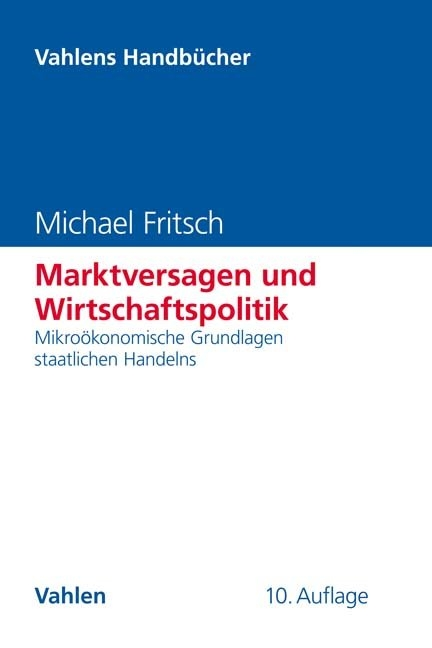 Vahlens Handbücher
Michael Fritsch
Marktversagen und
Wirtschaftspolitik
Mikroökonomische Grundlagen
staatlichen Handelns
Vahlen 10. Auflage